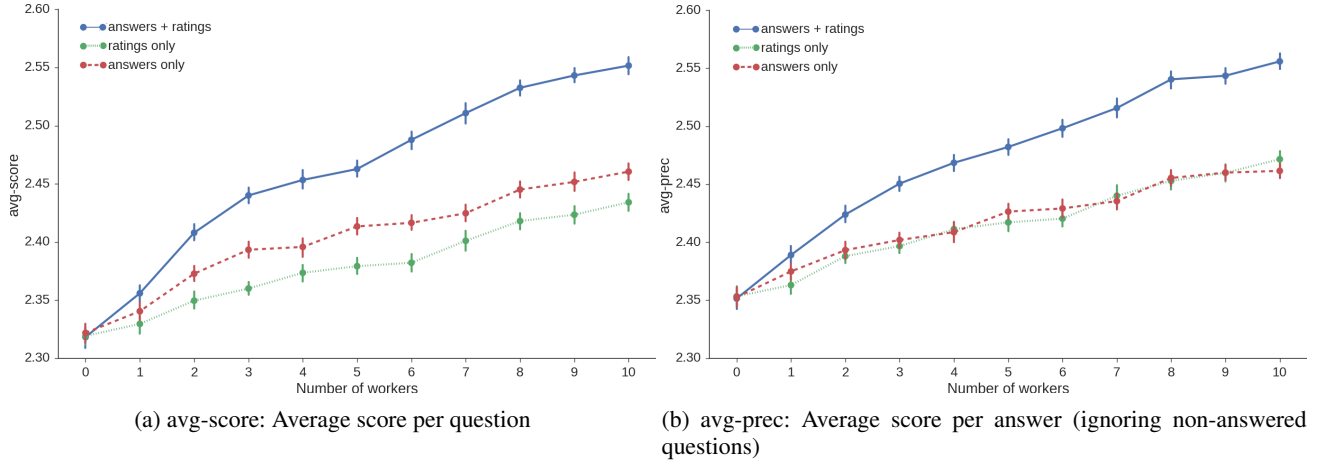 2.60
2.55
2.50
2.45
2.40
2.35
2.30
avg-score
answers + ratings
ratings only
answers only
0 1 2 3 4 5 6 7 8 9 10
Number of workers
(a) avg-score: Average score per question
2.60
2.55
2.50
2.45
2.40
2.35
2.30
avg-prec
answers + ratings
ratings only
answers only
0 1 2 3 4 5 6 7 8 9 10
Number of workers
(b) avg-prec: Average score per answer (ignoring non-answered
questions)